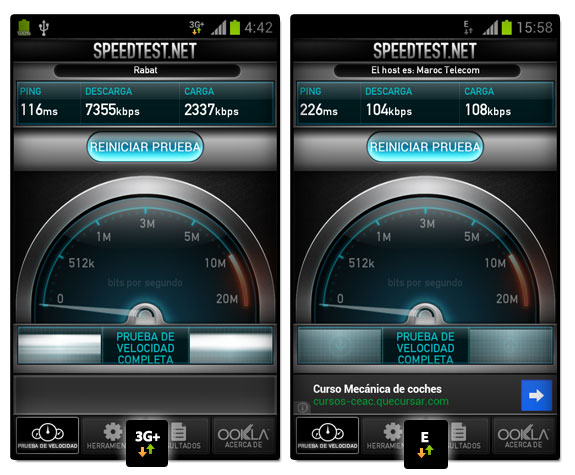 3G+ 4:42
SPEEDTEST.NET
Rabat
PING DESCARGA CARGA
116ms 7355kbps 2337kbps
REINICIAR PRUEBA
3M
1M 5M
512k 10M
bits por segundo
0 20M
PRUEBA DE
VELOCIDAD
COMPLETA
PRUEBA DE VELOCIDAD
HERRAM
ULTADOS
OOKLA
ACERCA DE
3G+
E 15:58
SPEEDTEST.NET
El host es: Maroc Telecom
PING DESCARGA CARGA
226ms 104kbps 108kbps
REINICIAR PRUEBA
3M
1M 5M
512k 10M
bits por segundo
0 20M
PRUEBA DE
VELOCIDAD
COMPLETA
Curso Mecánica de coches
cursos-ceac.quecursar.com
PRUEBA DE VELOCIDAD
HERRAM
ULTADOS
OOKLA
ACERCA DE
E